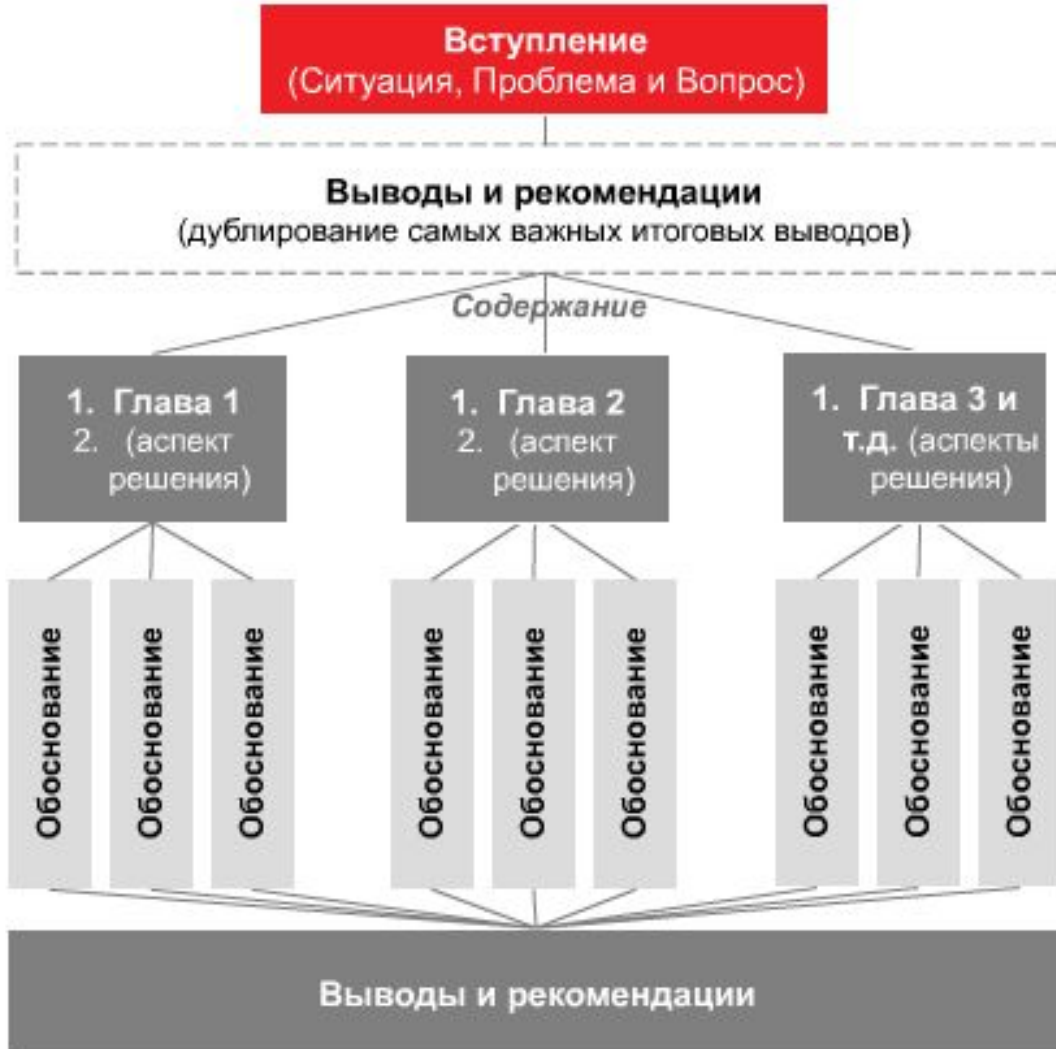 Вступление
(Ситуация, Проблема и Вопрос)
Выводы и рекомендации
(дублирование самых важных итоговых выводов)
Содержание
1. Глава 1
2. (аспект
решения)
1. Глава 2
2. (аспект
решения)
1. Глава 3 и
т.д. (аспекты
решения)
Обоснование
Обоснование
Обоснование
Обоснование
Обоснование
Обоснование
Обоснование
Обоснование
Обоснование
Выводы и рекомендации